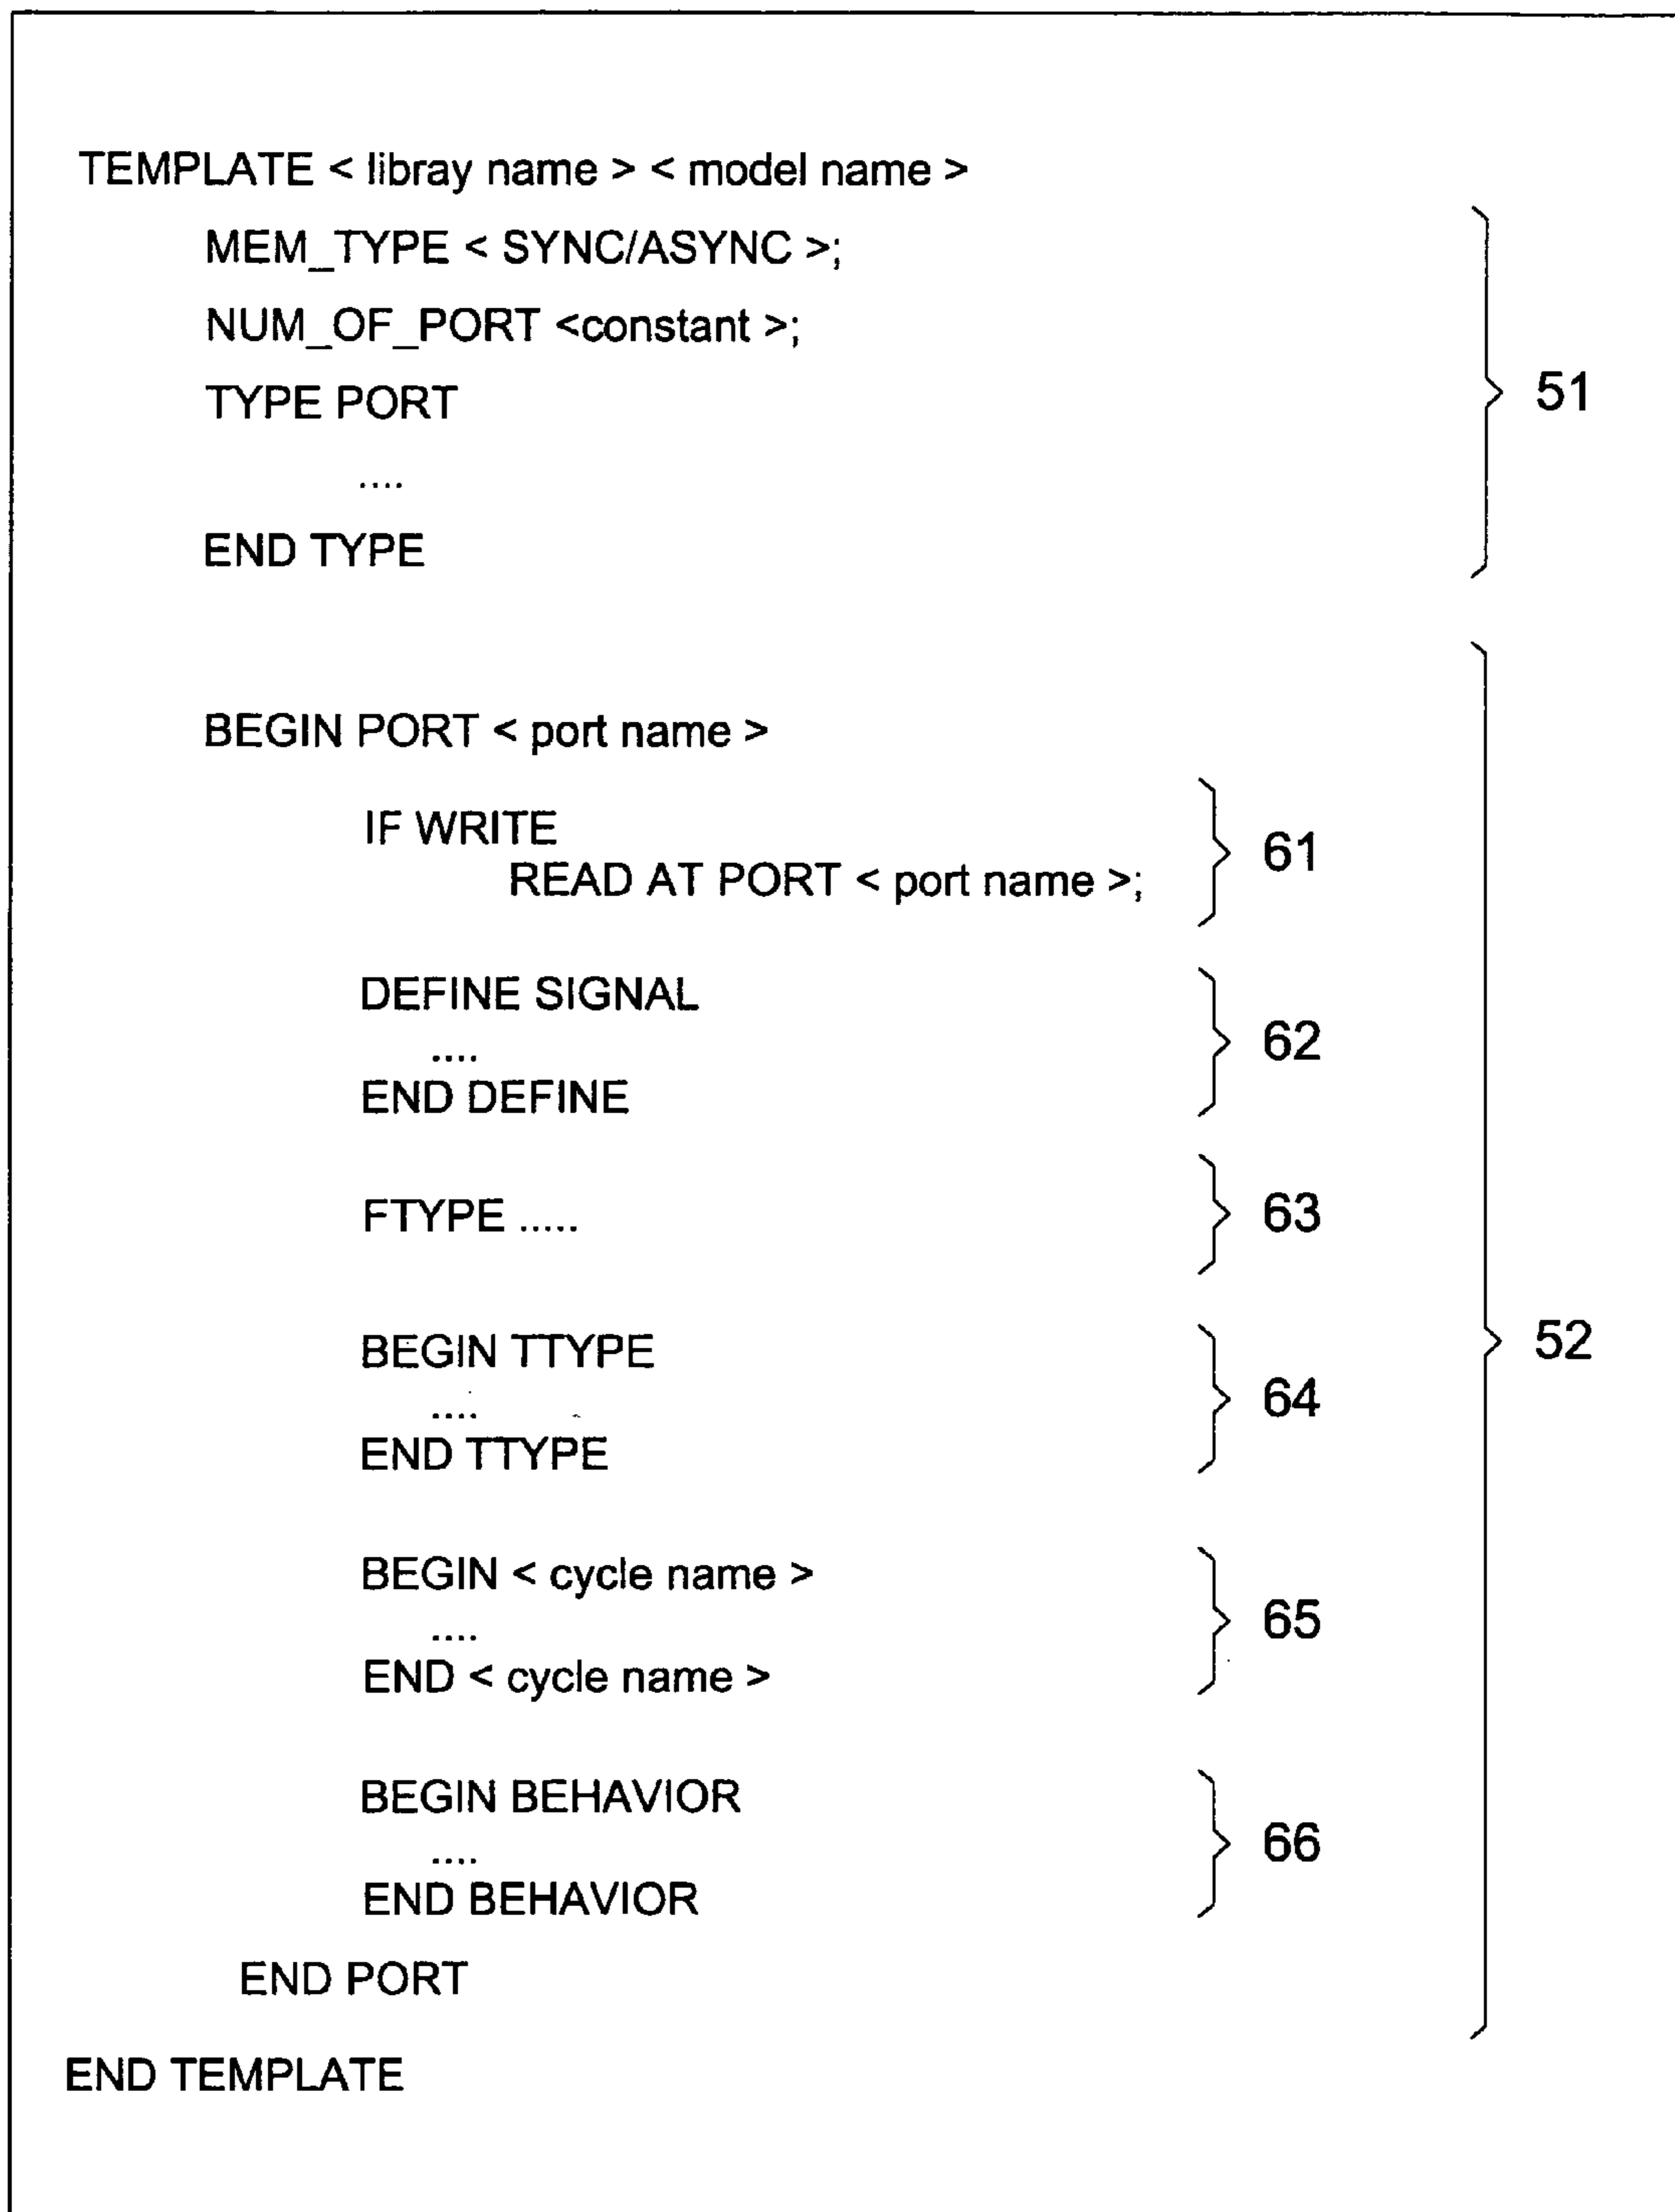 TEMPLATE < libray name > < model name >
MEM_TYPE < SYNC/ASYNC >;
NUM_OF_PORT <constant >;
TYPE PORT
....
END TYPE
51
BEGIN PORT < port name >
IF WRITE
READ AT PORT < port name >;
61
DEFINE SIGNAL
....
END DEFINE
62
FTYPE .....
63
BEGIN TTYPE
....
END TTYPE
64
BEGIN < cycle name >
....
END < cycle name >
65
BEGIN BEHAVIOR
....
END BEHAVIOR
66
END PORT
52
END TEMPLATE